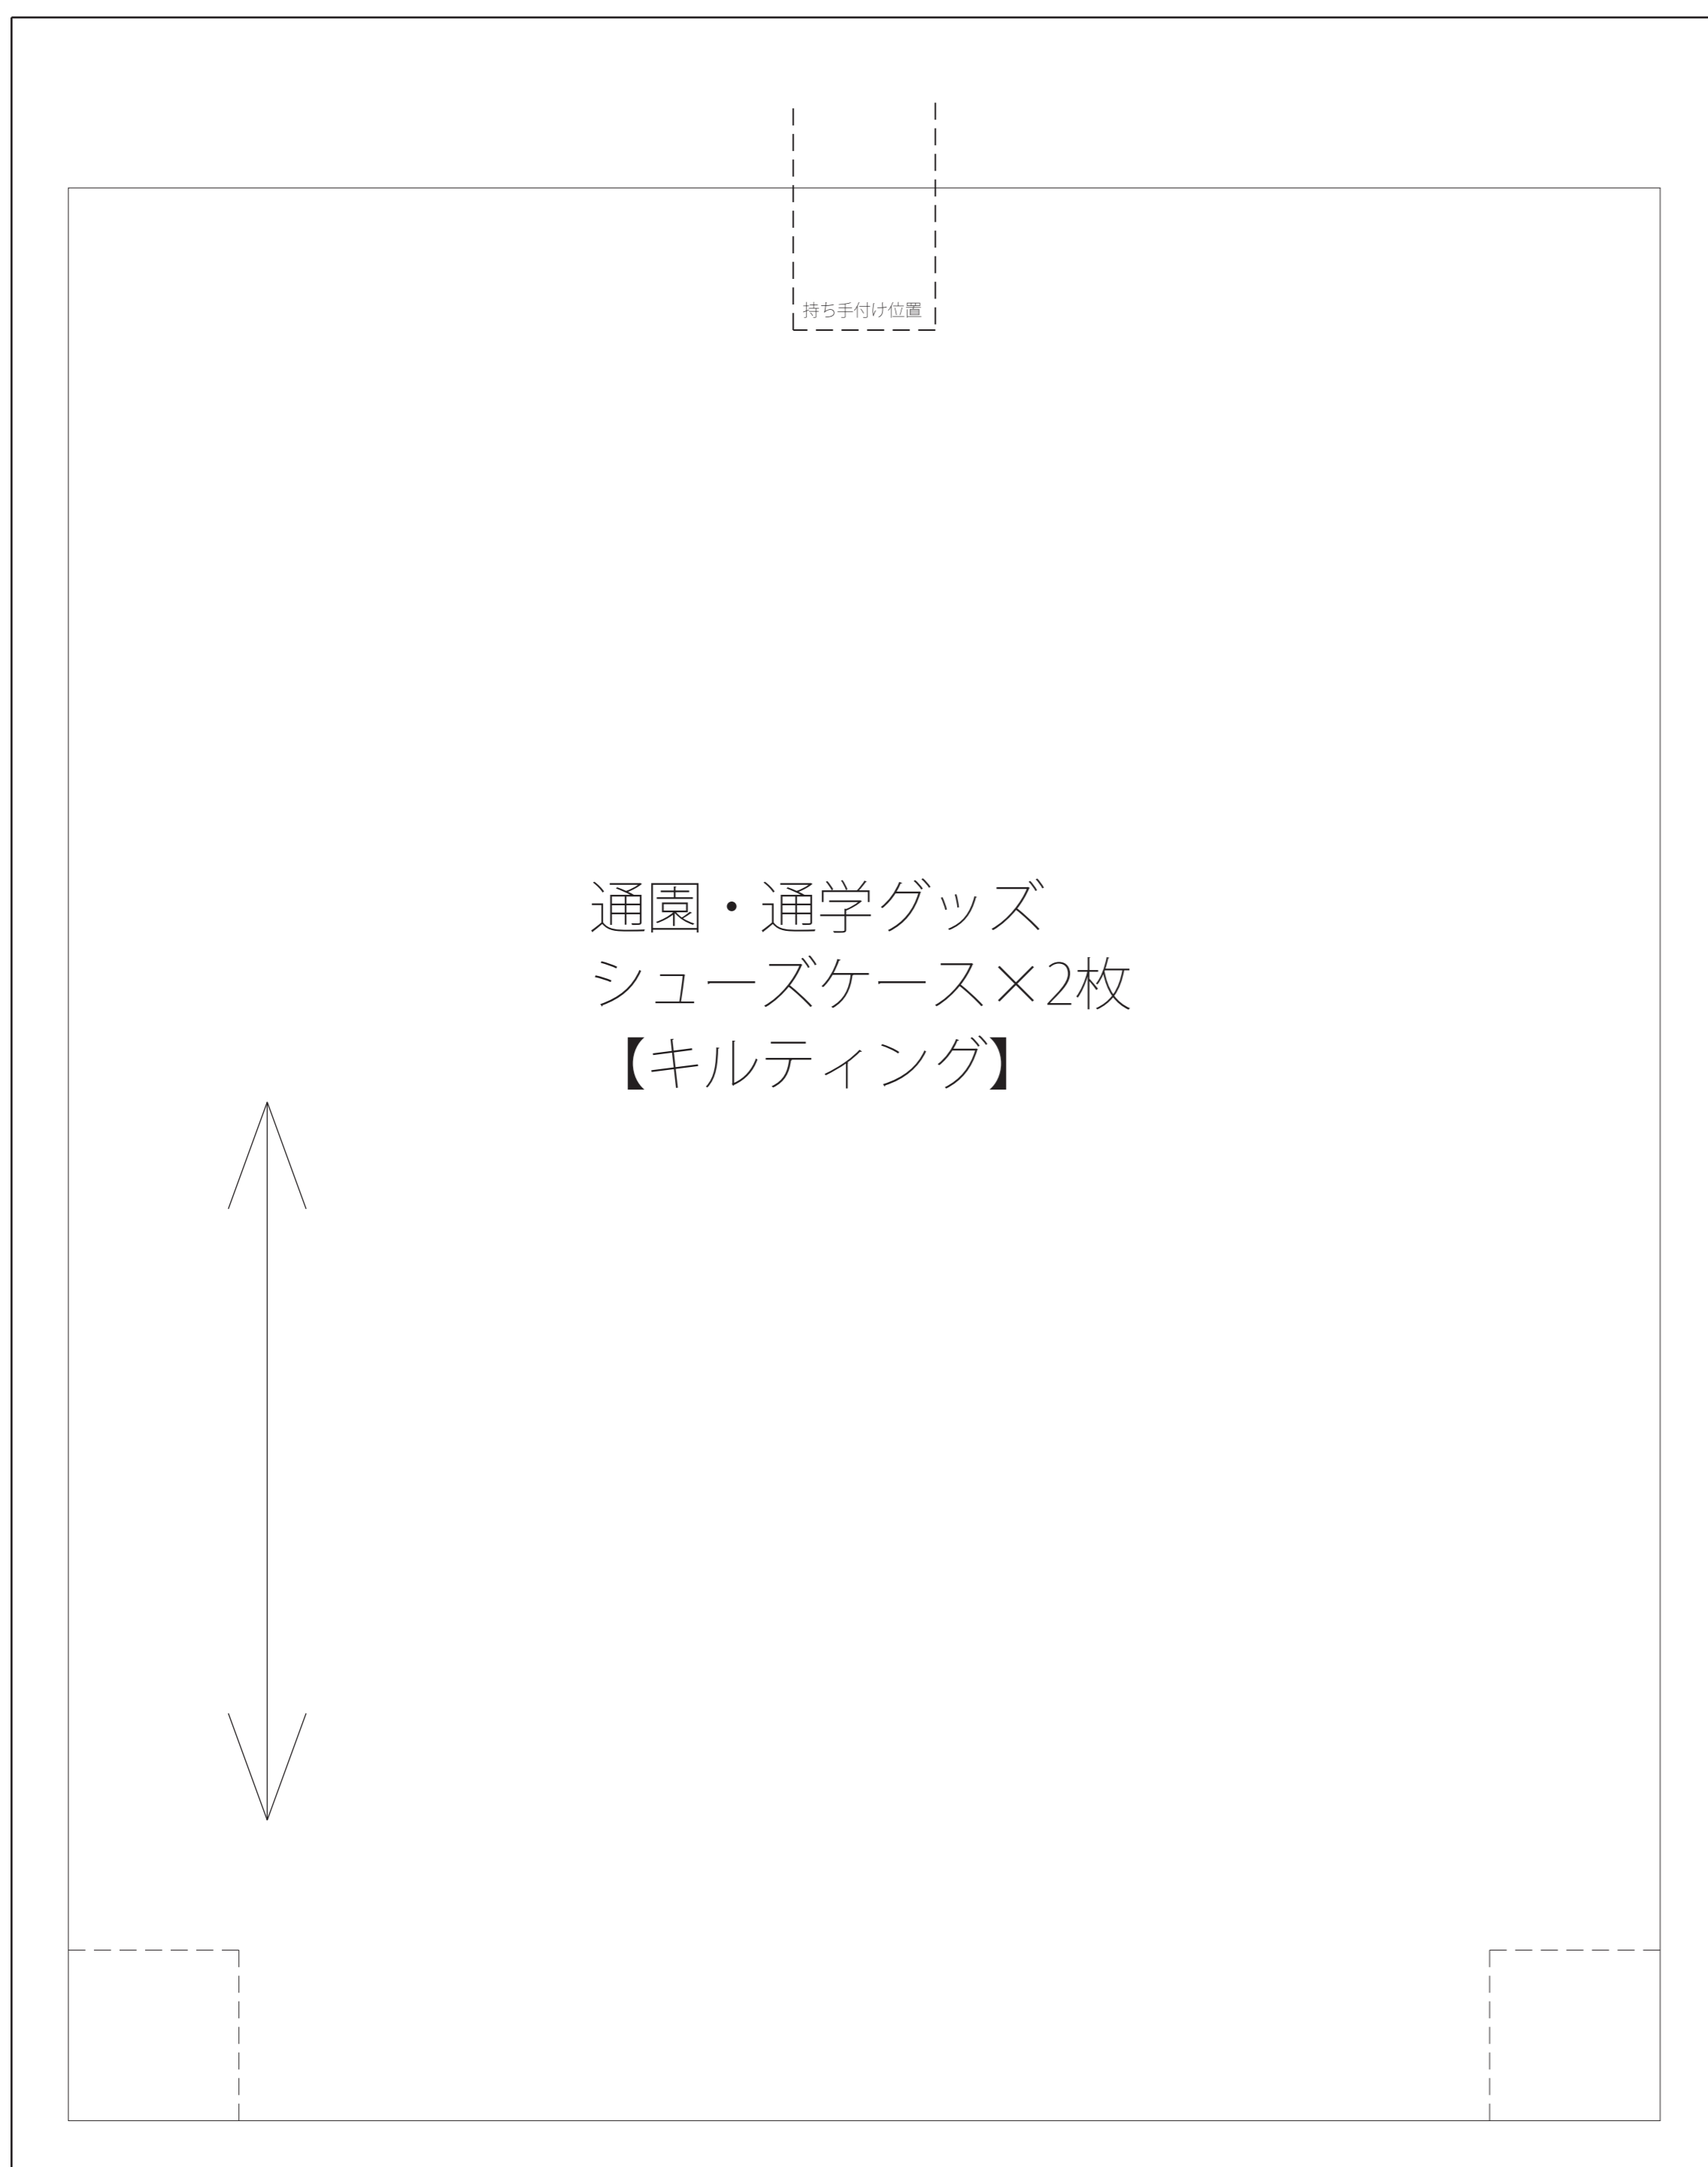 持ち手付け位置
通園・通学グッズ
シューズケース×2枚
【キルティング】